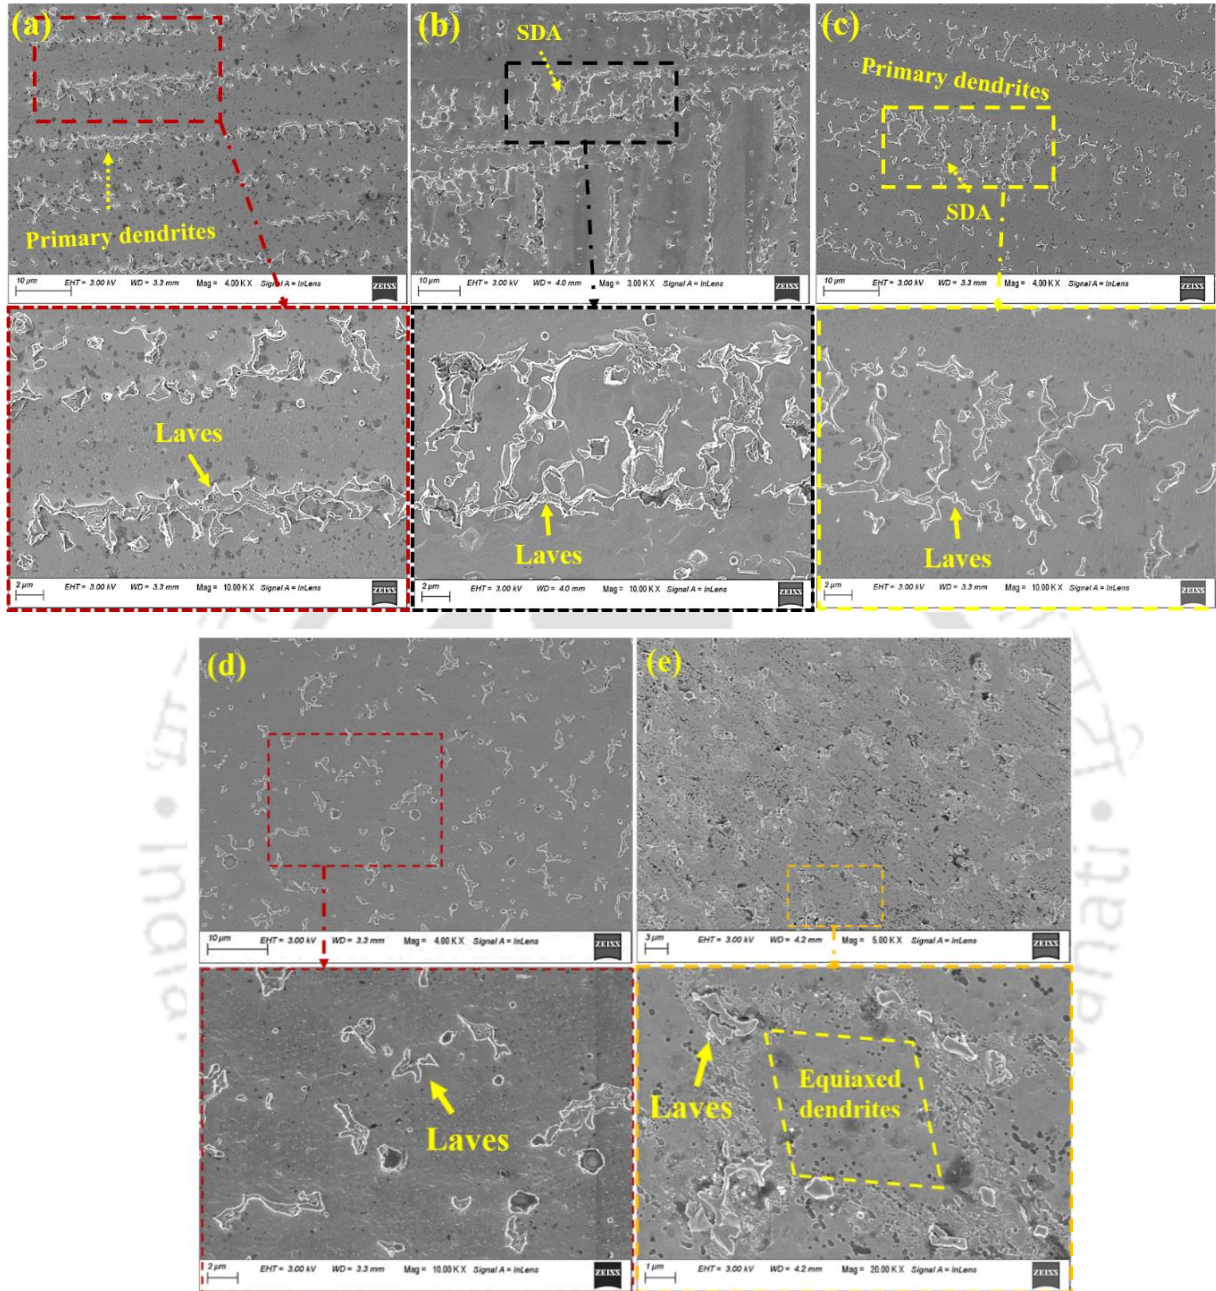 (a)
Primary dendrites
10 µm EHT = 3.00 kV WD = 3.3 mm Mag = 4.00 K X Signal A = InLens ZEISS
(b)
SDA
10 µm EHT = 3.00 kV WD = 4.0 mm Mag = 3.00 K X Signal A = InLens ZEISS
(c)
Primary dendrites
SDA
10 µm EHT = 3.00 kV WD = 3.3 mm Mag = 4.00 K X Signal A = InLens ZEISS
Laves
2 µm EHT = 3.00 kV WD = 3.3 mm Mag = 10.00 K X Signal A = InLens ZEISS
Laves
2 µm EHT = 3.00 kV WD = 4.0 mm Mag = 10.00 K X Signal A = InLens ZEISS
Laves
2 µm EHT = 3.00 kV WD = 3.3 mm Mag = 10.00 K X Signal A = InLens ZEISS
(d)
10 µm EHT = 3.00 kV WD = 3.3 mm Mag = 4.00 K X Signal A = InLens ZEISS
(e)
3 µm EHT = 3.00 kV WD = 4.2 mm Mag = 5.00 K X Signal A = InLens ZEISS
Laves
2 µm EHT = 3.00 kV WD = 3.3 mm Mag = 10.00 K X Signal A = InLens ZEISS
Laves
Equiaxed
dendrites
1 µm EHT = 3.00 kV WD = 4.2 mm Mag = 20.00 K X Signal A = InLens ZEISS